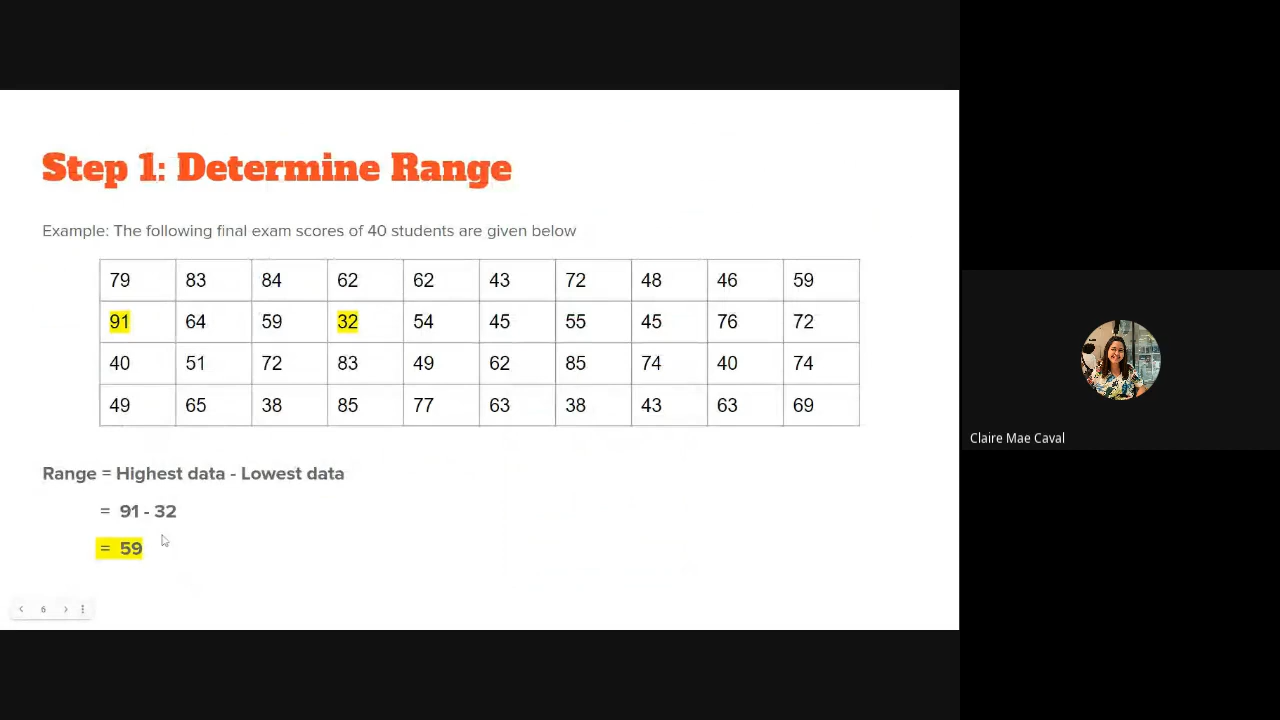 Step 1: Determine Range
Example: The following final exam scores of 40 students are given below
79 83 84 62 62 43 72 48 46 59
91 64 59 32 54 45 55 45 76 72
40 51 72 83 49 62 85 74 40 74
49 65 38 85 77 63 38 43 63 69
Range = Highest data - Lowest data
= 91 - 32
= 59
6
Claire Mae Caval